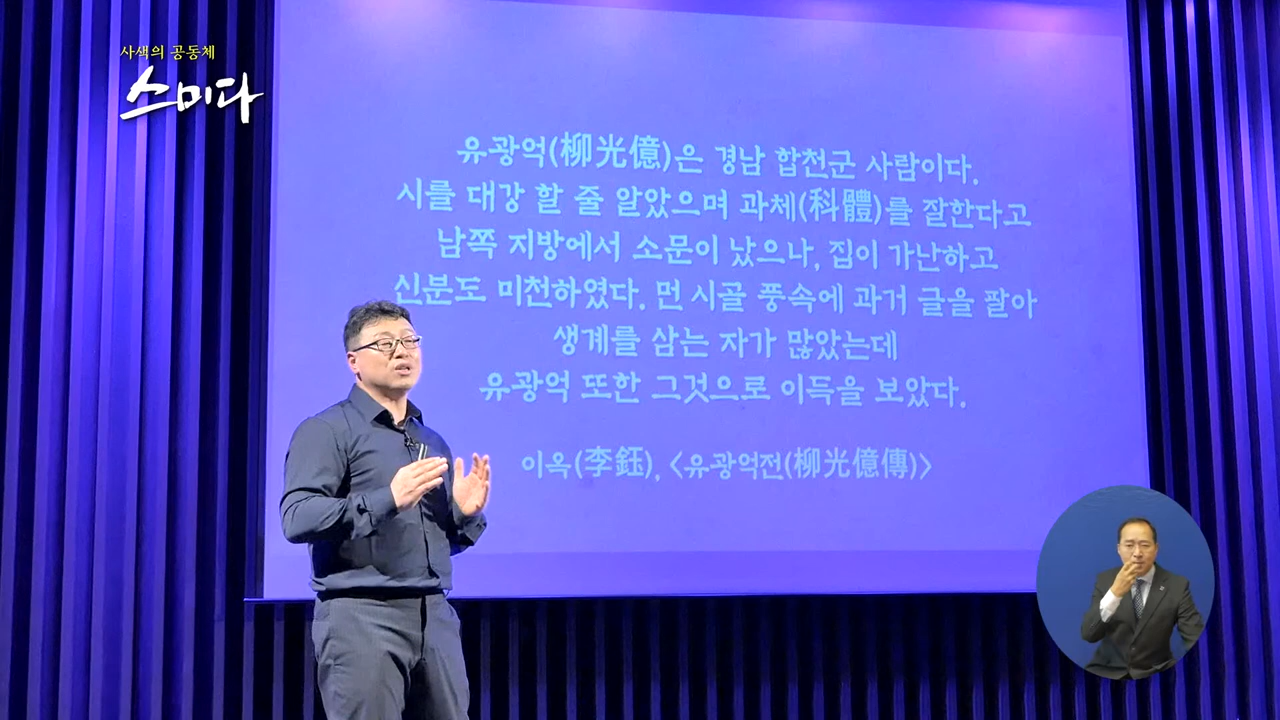 사색의 공동체
스미다
유광억(柳光億)은 경남 합천군 사람이다.
시를 대강 할 줄 알았으며 과체(科體)를 잘한다고
남쪽 지방에서 소문이 났으나, 집이 가난하고
신분도 미천하였다. 먼 시골 풍속에 과거 글을 팔아
생계를 삼는 자가 많았는데
유광억 또한 그것으로 이득을 보았다.
이옥(李鈺), <유광억전(柳光億傳)>